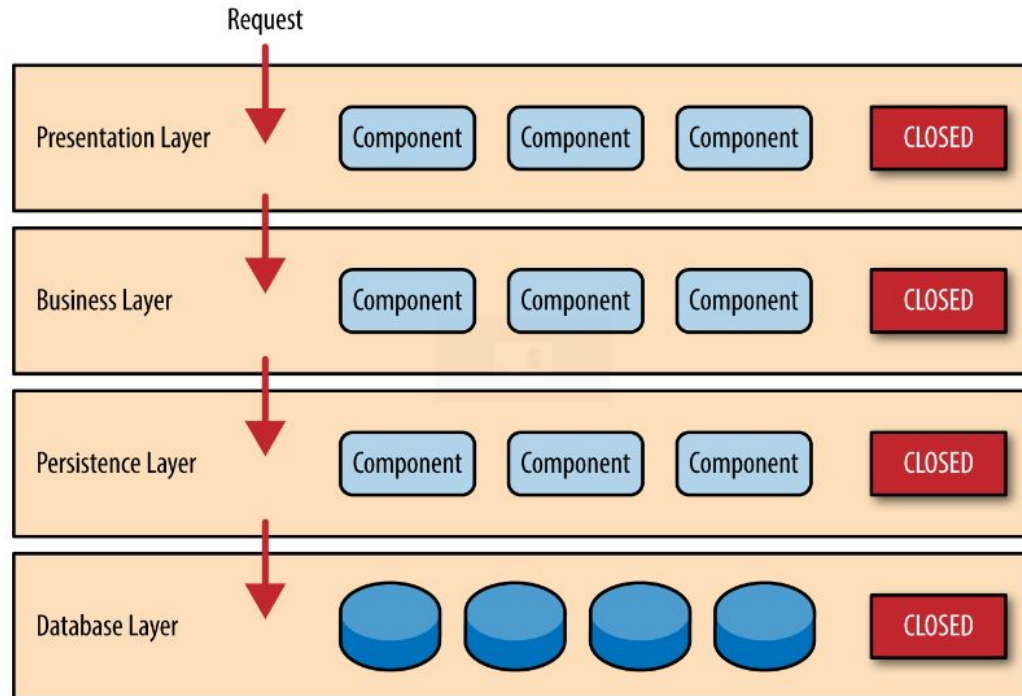 Request
Presentation Layer
Component
Component
Component
CLOSED
Business Layer
Component
Component
Component
CLOSED
Persistence Layer
Component
Component
Component
CLOSED
Database Layer
CLOSED